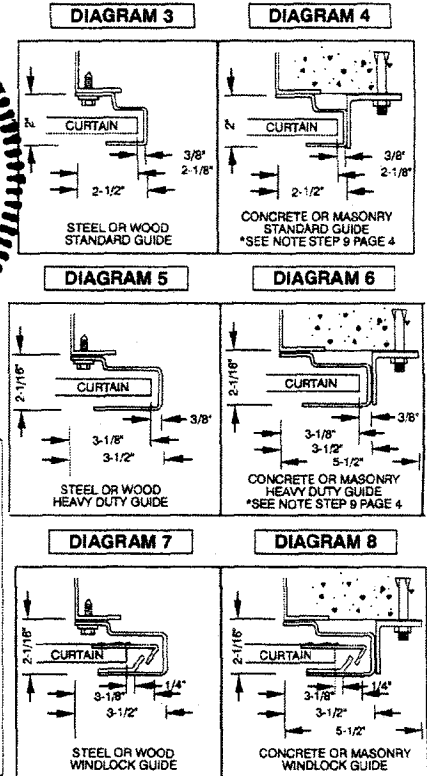 DIAGRAM 3
DIAGRAM 4
2"
CURTAIN
3/8"
2-1/8"
2-1/2"
STEEL OR WOOD
STANDARD GUIDE
2"
CURTAIN
3/8"
2-1/8"
2-1/2"
CONCRETE OR MASONRY
STANDARD GUIDE
*SEE NOTE STEP 9 PAGE 4
DIAGRAM 5
DIAGRAM 6
2-1/16"
CURTAIN
3/8"
3-1/8"
3-1/2"
STEEL OR WOOD
HEAVY DUTY GUIDE
2-1/16"
CURTAIN
3/8"
3-1/8"
3-1/2"
5-1/2"
CONCRETE OR MASONRY
HEAVY DUTY GUIDE
*SEE NOTE STEP 9 PAGE 4
DIAGRAM 7
DIAGRAM 8
2-1/16"
CURTAIN
1/4"
3-1/8"
3-1/2"
STEEL OR WOOD
WINDLOCK GUIDE
2-1/16"
CURTAIN
1/4"
3-1/8"
3-1/2"
5-1/2"
CONCRETE OR MASONRY
WINDLOCK GUIDE